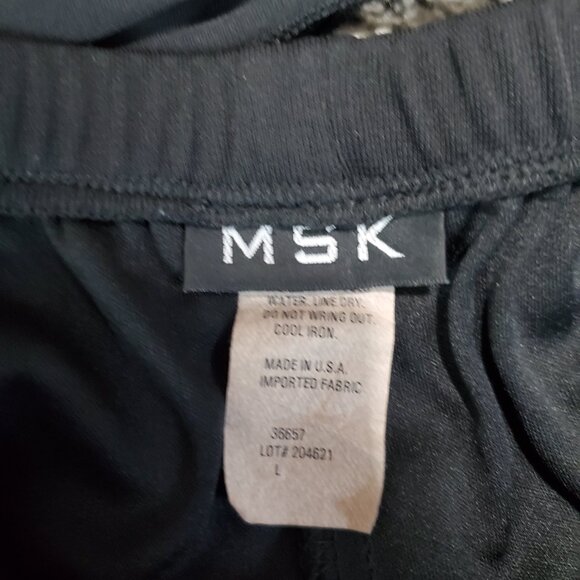 MSK
WATER. LINE DRY.
DO NOT WRING OUT.
COOL IRON.
MADE IN U.S.A.
IMPORTED FABRIC
36657
LOT# 204621
L